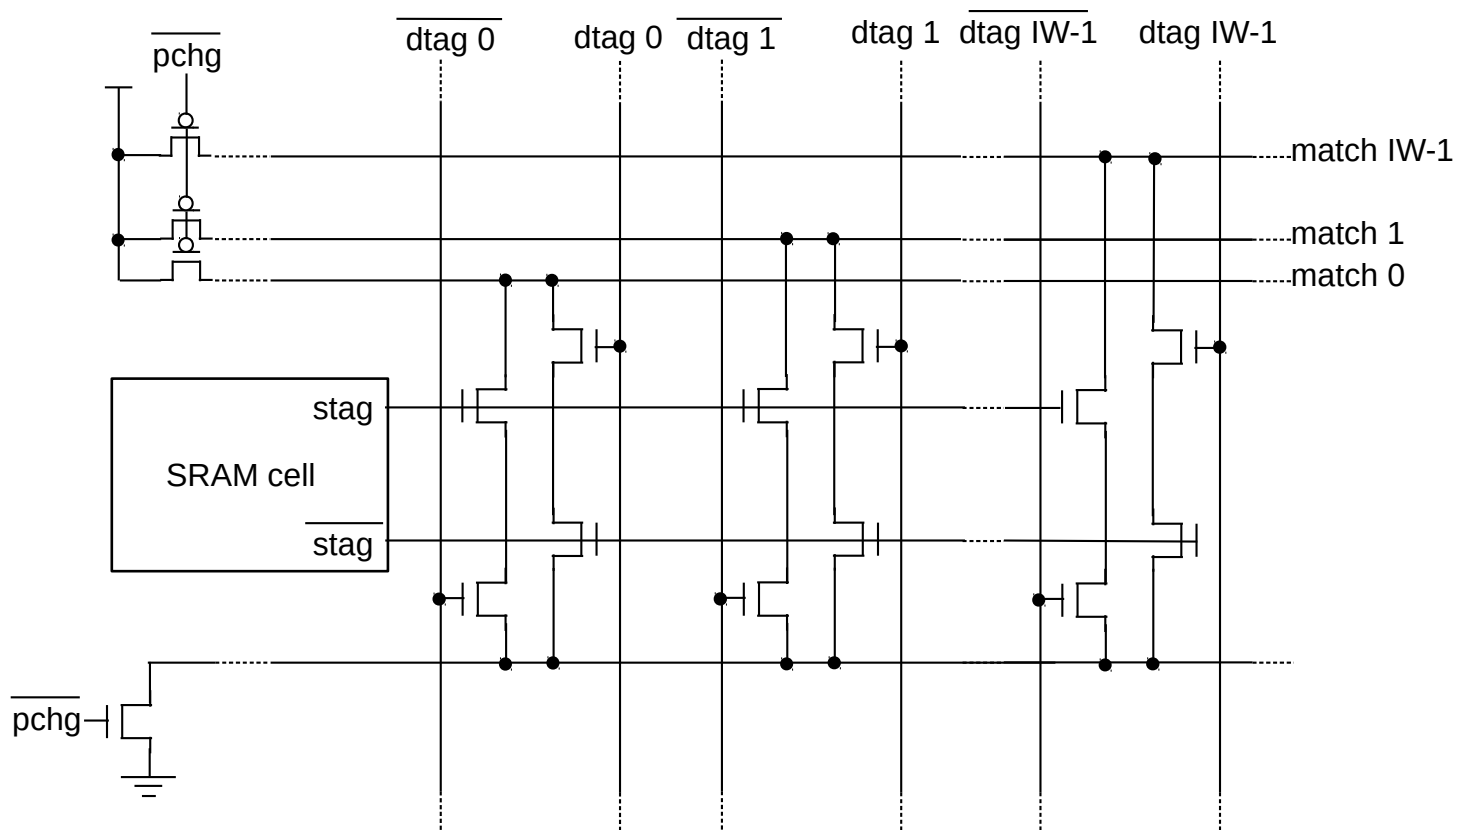 dtag 0 dtag 0 dtag 1 dtag 1 dtag IW-1 dtag IW-1
pchg
match IW-1
match 1
match 0
stag
SRAM cell
stag
pchg